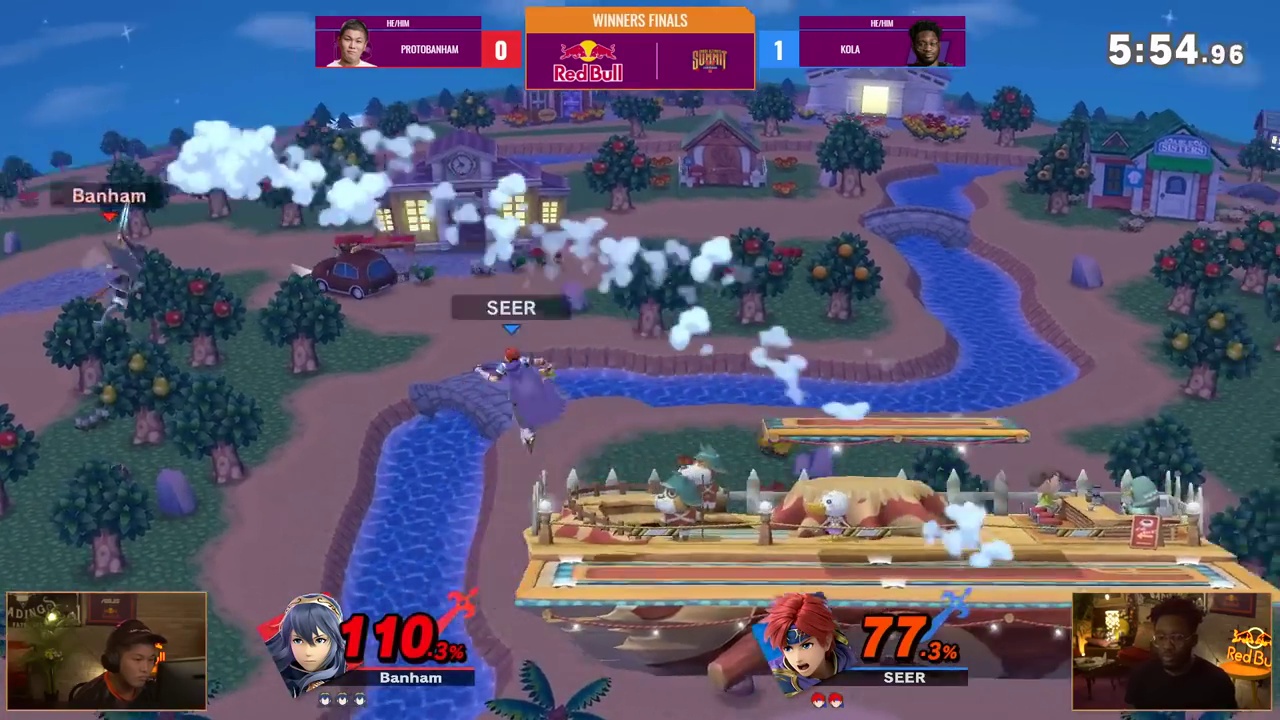 HE/HIM
PROTOBANHAM
0
WINNERS FINALS
Red Bull
SUMMIT
1
HE/HIM
KOLA
5:54.96
Banham
SEER
SISTERS
110.3%
Banham
77.3%
SEER